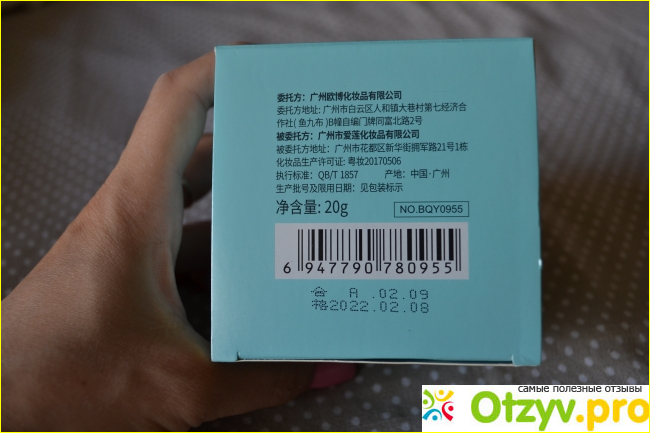 委托方：广州欧博化妆品有限公司
委托方地址: 广州市白云区人和镇大巷村第七经济合
作社( 鱼九布 )B幢自编门牌同富北路2号
被委托方：广州市爱莲化妆品有限公司
被委托方地址：广州市花都区新华街拥军路21号1栋
化妆品生产许可证: 粤妆20170506
执行标准：QB/T 1857 产地：中国·广州
生产批号及限用日期：见包装标示
净含量: 20g NO.BQY0955
6 947790 780955
合 A .02.09
格2022.02.08
самые полезные отзывы
Otzyv.pro